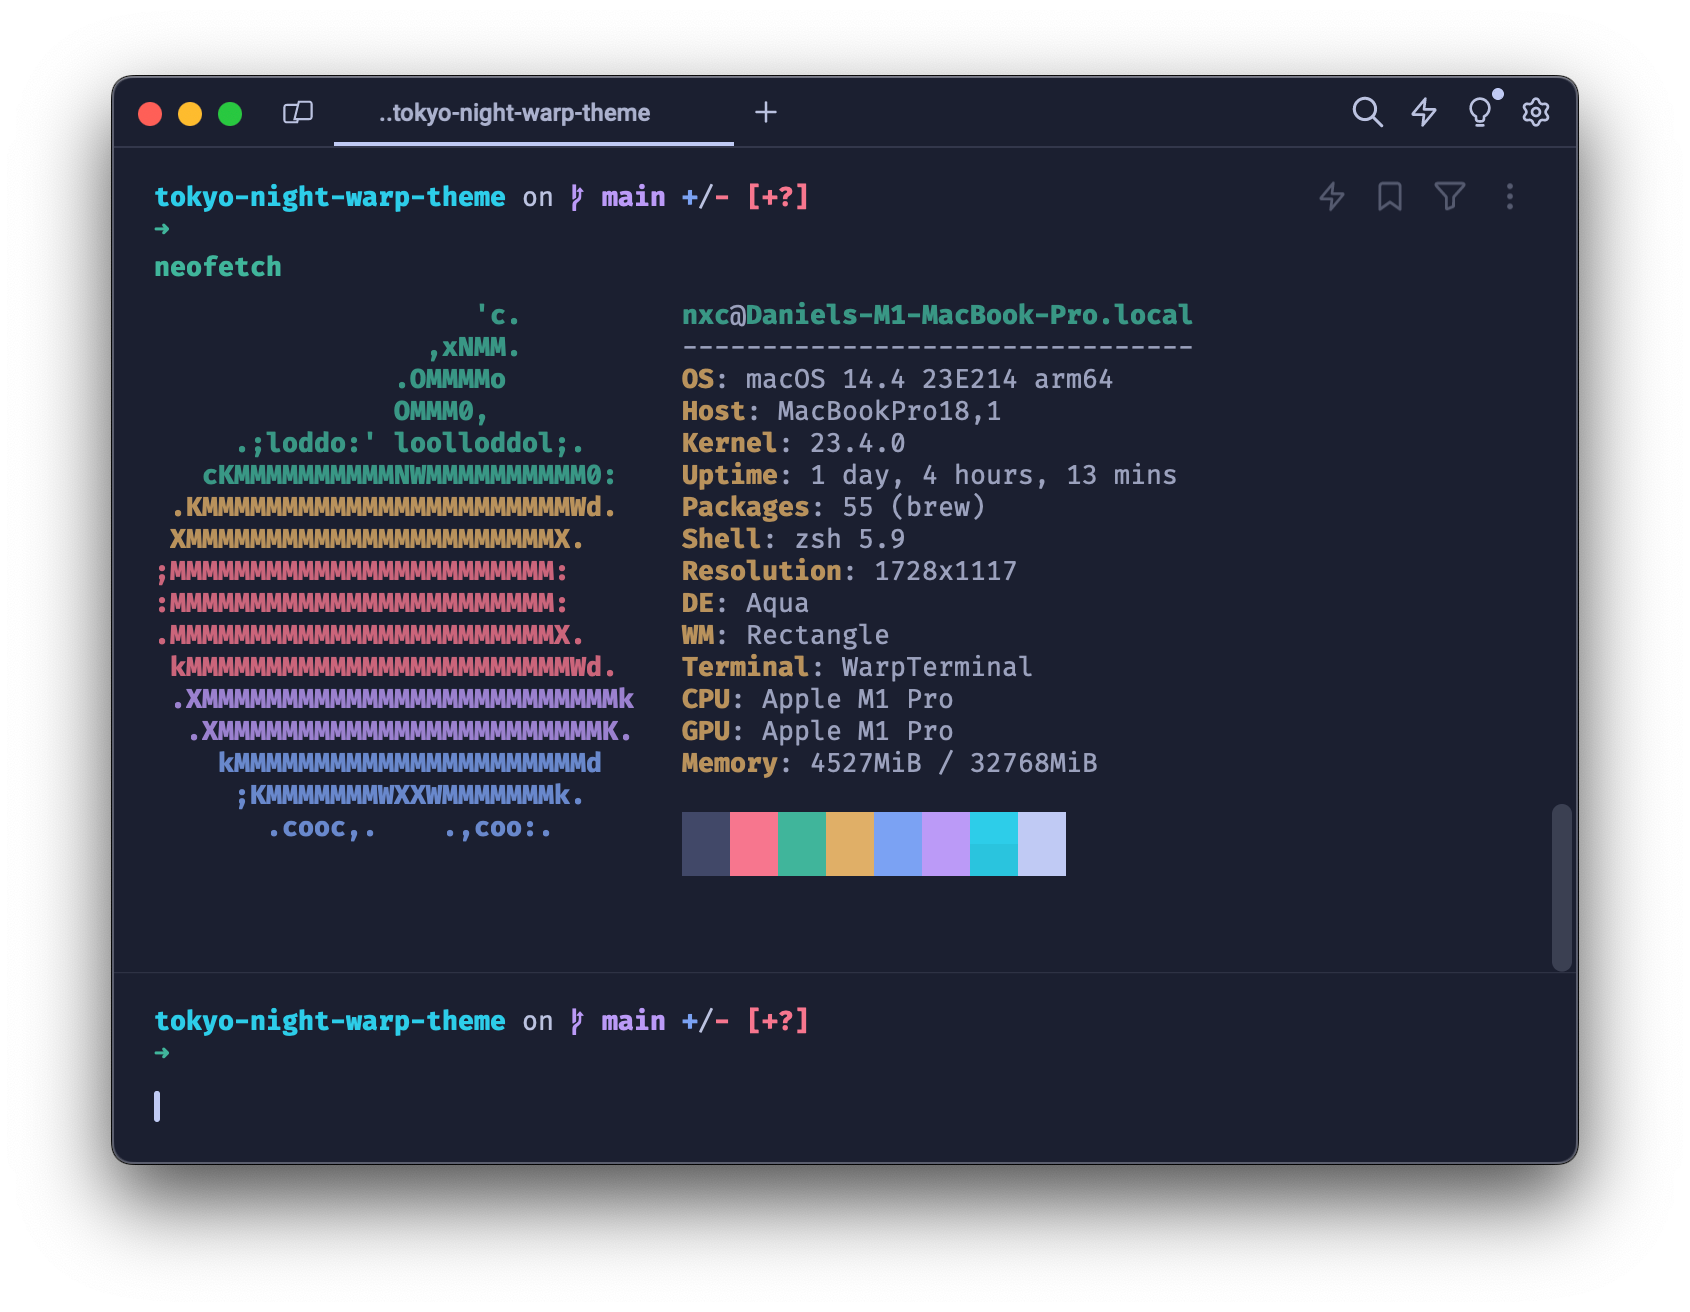 ..tokyo-night-warp-theme
tokyo-night-warp-theme on main +/- [+?]
➜
neofetch
'c.
,xNMM.
.OMMMMo
OMMM0,
.;loddo:' loolloddol;.
cKMMMMMMMMMMNWMMMMMMMMMM0:
.KMMMMMMMMMMMMMMMMMMMMMMMWd.
XMMMMMMMMMMMMMMMMMMMMMMMX.
;MMMMMMMMMMMMMMMMMMMMMMMM:
:MMMMMMMMMMMMMMMMMMMMMMMM:
.MMMMMMMMMMMMMMMMMMMMMMMMX.
kMMMMMMMMMMMMMMMMMMMMMMMMWd.
.XMMMMMMMMMMMMMMMMMMMMMMMMMMk
.XMMMMMMMMMMMMMMMMMMMMMMMMK.
kMMMMMMMMMMMMMMMMMMMMMMd
;KMMMMMMMWXXWMMMMMMMk.
.cooc,. .,coo:.
nxc@Daniels-M1-MacBook-Pro.local
--------------------------------
OS: macOS 14.4 23E214 arm64
Host: MacBookPro18,1
Kernel: 23.4.0
Uptime: 1 day, 4 hours, 13 mins
Packages: 55 (brew)
Shell: zsh 5.9
Resolution: 1728x1117
DE: Aqua
WM: Rectangle
Terminal: WarpTerminal
CPU: Apple M1 Pro
GPU: Apple M1 Pro
Memory: 4527MiB / 32768MiB
tokyo-night-warp-theme on main +/- [+?]
➜